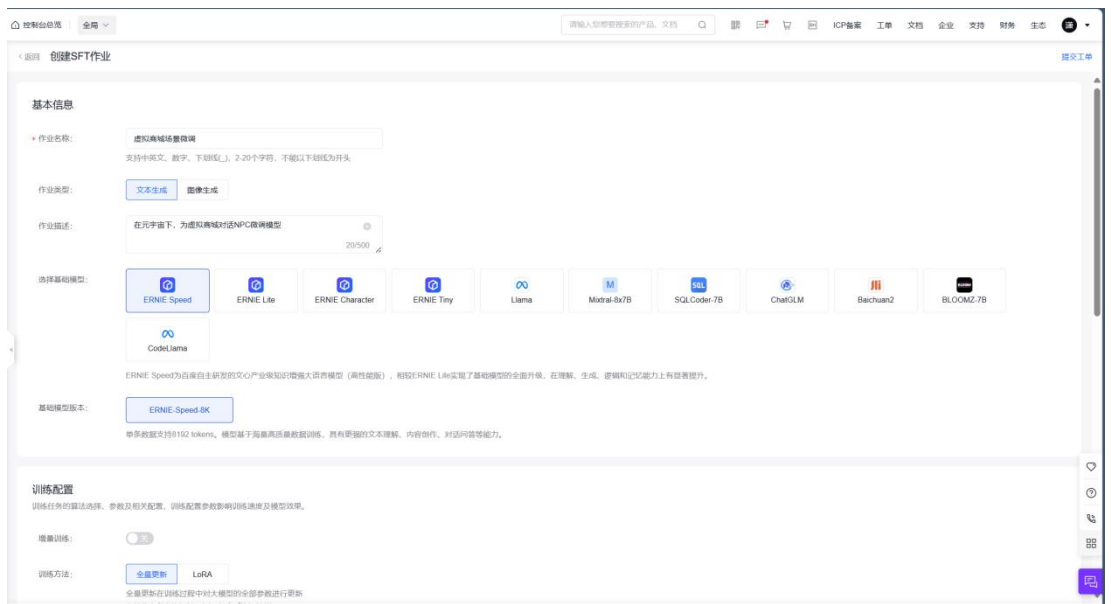 控制台总览 全局 请输入您想要搜索的产品、文档 ICP备案 工单 文档 企业 支持 财务 生态
返回 创建SFT作业 提交工单
基本信息
* 作业名称: 虚拟商城场景微调
支持中英文、数字、下划线(_)、2-20个字符、不能以下划线为开头
作业类型: 文本生成 图像生成
作业描述: 在元宇宙下, 为虚拟商城对话NPC微调模型
20/500
选择基础模型:
ERNIE Speed ERNIE Lite ERNIE Character ERNIE Tiny Llama Mixtral-8x7B SQLCoder-7B ChatGLM Baichuan2 BLOOMZ-7B
CodeLlama
ERNIE Speed为百度自主研发的文心产业级知识增强大语言模型 (高性能版) , 相较ERNIE Lite实现了基础模型的全面升级, 在理解、生成、逻辑和记忆能力上有显著提升。
基础模型版本: ERNIE-Speed-8K
单条数据支持8192 tokens。模型基于海量高质量数据训练, 具有更强的文本理解、内容创作、对话问答等能力。
训练配置
训练任务的算法选择、参数及相关配置, 训练配置参数影响训练速度及模型效果。
增量训练: 关
训练方法: 全量更新 LoRA
全量更新在训练过程中对大模型的全部参数进行更新